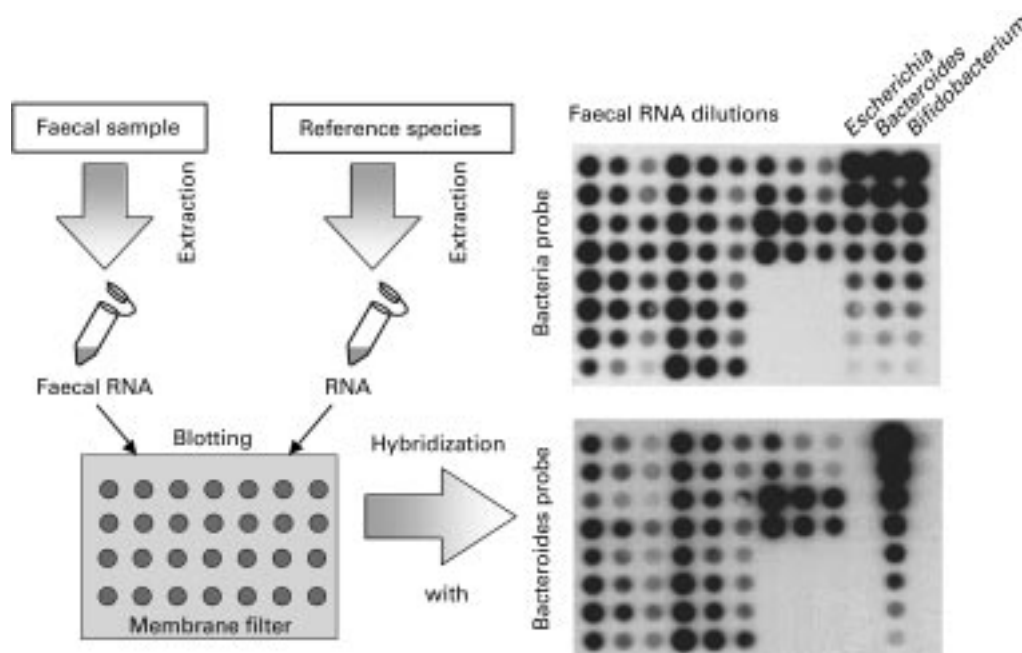 Faecal sample
Reference species
Extraction
Extraction
Faecal RNA
RNA
Blotting
Membrane filter
Hybridization
with
Faecal RNA dilutions
Escherichia
Bacteroides
Bifidobacterium
Bacteria probe
Bacteroides probe